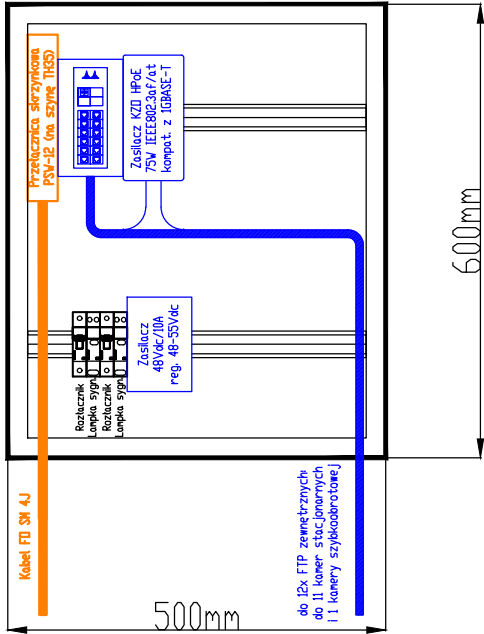 Przełącznica skrzynkowa
PSW-12 (na szynę TH35)
Zasilacz KZD HPoE
75W IEEE802.3af/at
kompat. z 1GBASE-T
600mm
Zasilacz
48Vdc/10A
reg. 48-55Vdc
Rozłącznik
Lampka sygn.
Rozłącznik
Lampka sygn.
Kabel FO SM 4J
do 12x FTP zewnętrznych:
do 11 kamer stacjonarnych
i 1 kamery szybkoobrotowej
500mm